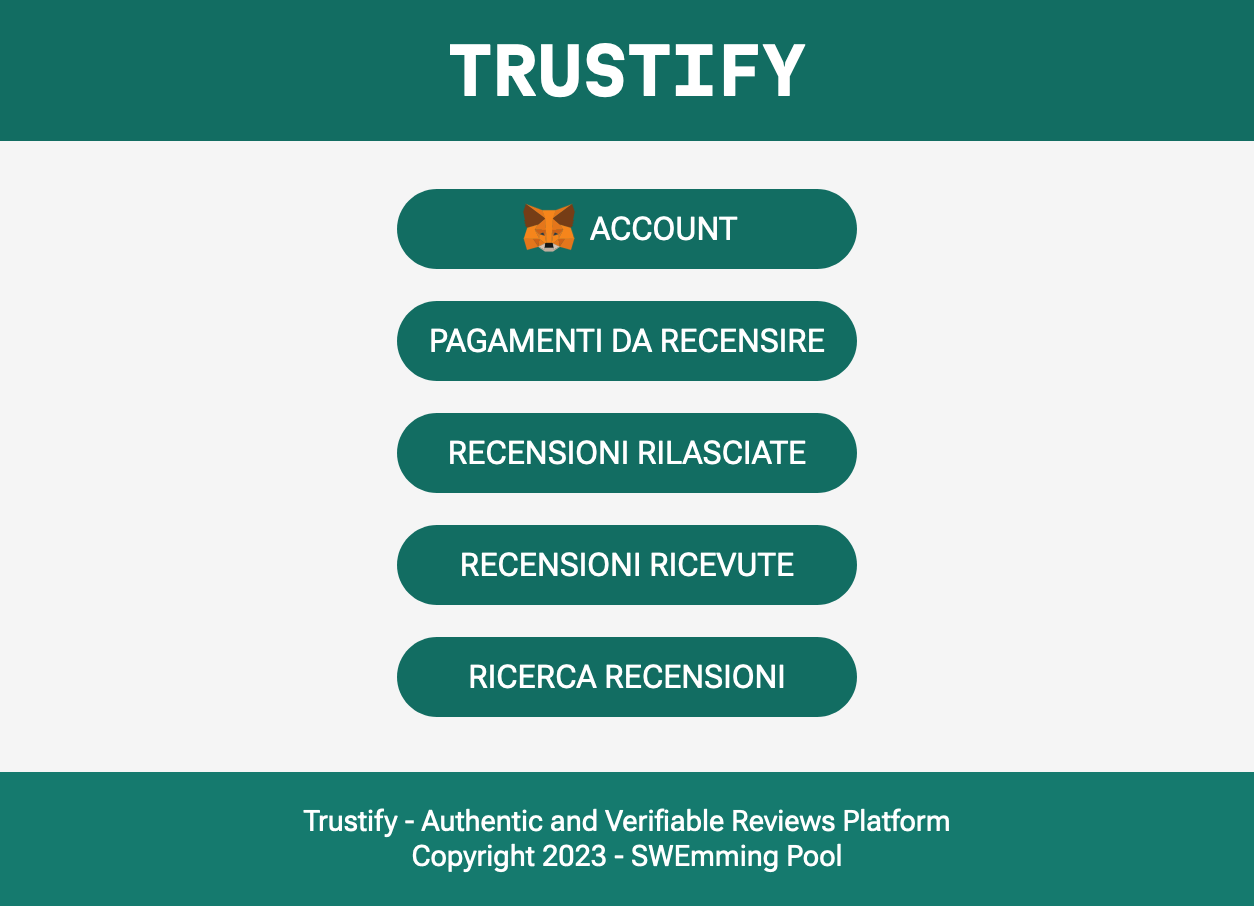 TRUSTIFY
ACCOUNT
PAGAMENTI DA RECENSIRE
RECENSIONI RILASCIATE
RECENSIONI RICEVUTE
RICERCA RECENSIONI
Trustify - Authentic and Verifiable Reviews Platform
Copyright 2023 - SWEmming Pool